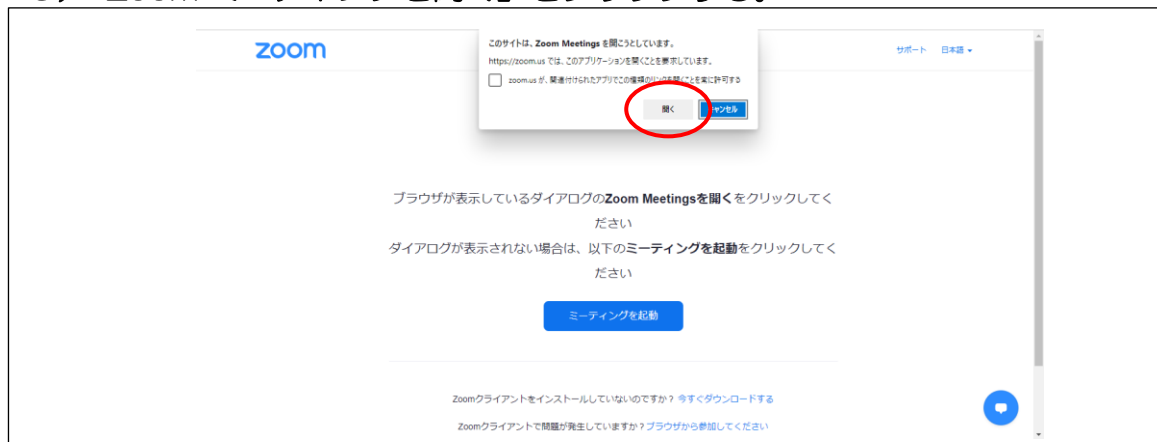 zoom
サポート 日本語
このサイトは、Zoom Meetings を開こうとしています。
https://zoom.us では、このアプリケーションを開くことを要求しています。
zoom.us が、関連付けられたアプリでこの種類のリンクを開くことを常に許可する
開く キャンセル
ブラウザが表示しているダイアログのZoom Meetingsを開くをクリックしてく
ださい
ダイアログが表示されない場合は、以下のミーティングを起動をクリックしてく
ださい
ミーティングを起動
Zoomクライアントをインストールしていないのですか？ 今すぐダウンロードする
Zoomクライアントで問題が発生していますか？ブラウザから参加してください